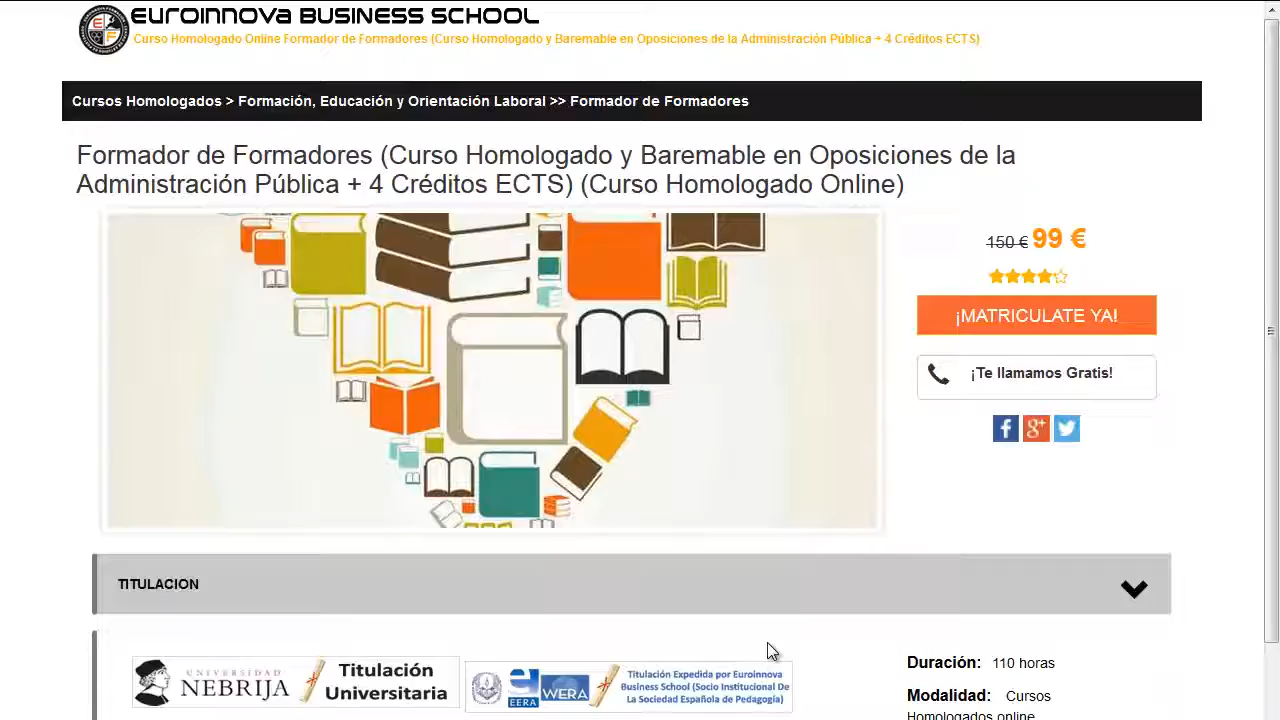 EUROINNOVA BUSINESS SCHOOL
Curso Homologado Online Formador de Formadores (Curso Homologado y Baremable en Oposiciones de la Administración Pública + 4 Créditos ECTS)
Cursos Homologados > Formación, Educación y Orientación Laboral >> Formador de Formadores
Formador de Formadores (Curso Homologado y Baremable en Oposiciones de la
Administración Pública + 4 Créditos ECTS) (Curso Homologado Online)
150 € 99 €
¡MATRICULATE YA!
¡Te llamamos Gratis!
TITULACION
UNIVERSIDAD
NEBRIJA
Titulación
Universitaria
EERA
WERA
Titulación Expedida por Euroinnova
Business School (Socio Institucional De
La Sociedad Española de Pedagogía)
Duración: 110 horas
Modalidad: Cursos
Homologados online